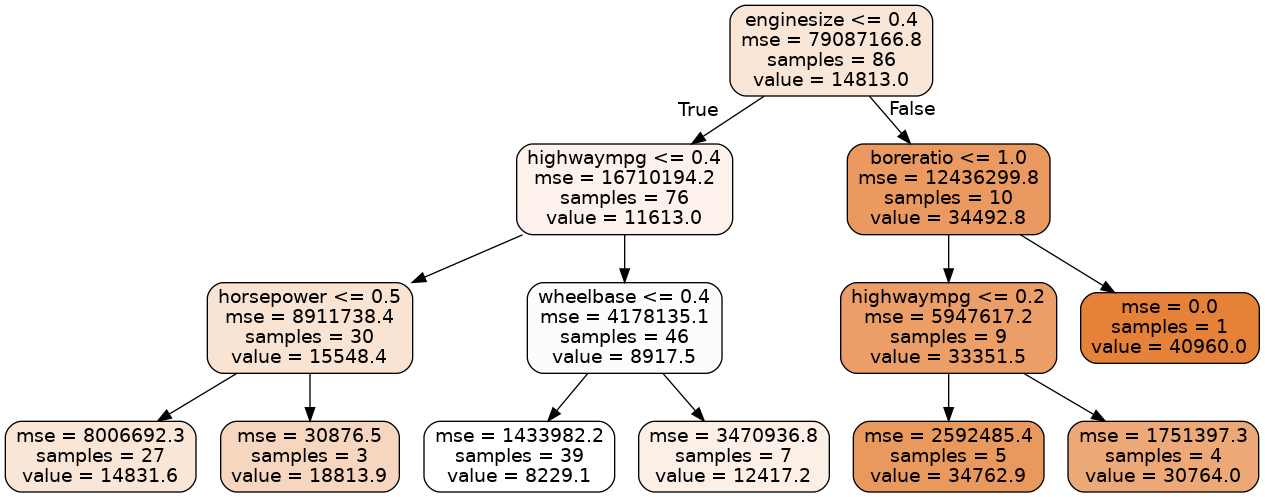 enginesize <= 0.4
mse = 79087166.8
samples = 86
value = 14813.0
True
False
highwaympg <= 0.4
mse = 16710194.2
samples = 76
value = 11613.0
boreratio <= 1.0
mse = 12436299.8
samples = 10
value = 34492.8
horsepower <= 0.5
mse = 8911738.4
samples = 30
value = 15548.4
wheelbase <= 0.4
mse = 4178135.1
samples = 46
value = 8917.5
highwaympg <= 0.2
mse = 5947617.2
samples = 9
value = 33351.5
mse = 0.0
samples = 1
value = 40960.0
mse = 8006692.3
samples = 27
value = 14831.6
mse = 30876.5
samples = 3
value = 18813.9
mse = 1433982.2
samples = 39
value = 8229.1
mse = 3470936.8
samples = 7
value = 12417.2
mse = 2592485.4
samples = 5
value = 34762.9
mse = 1751397.3
samples = 4
value = 30764.0